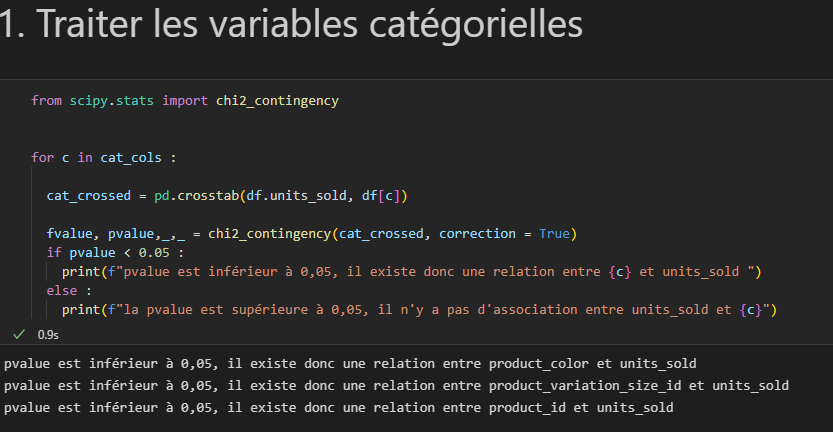 1. Traiter les variables catégorielles
from scipy.stats import chi2_contingency
for c in cat_cols :
cat_crossed = pd.crosstab(df.units_sold, df[c])
fvalue, pvalue,_,_ = chi2_contingency(cat_crossed, correction = True)
if pvalue < 0.05 :
print(f"pvalue est inférieur à 0,05, il existe donc une relation entre {c} et units_sold ")
else :
print(f"la pvalue est supérieure à 0,05, il n'y a pas d'association entre units_sold et {c}")
0.9s
pvalue est inférieur à 0,05, il existe donc une relation entre product_color et units_sold
pvalue est inférieur à 0,05, il existe donc une relation entre product_variation_size_id et units_sold
pvalue est inférieur à 0,05, il existe donc une relation entre product_id et units_sold